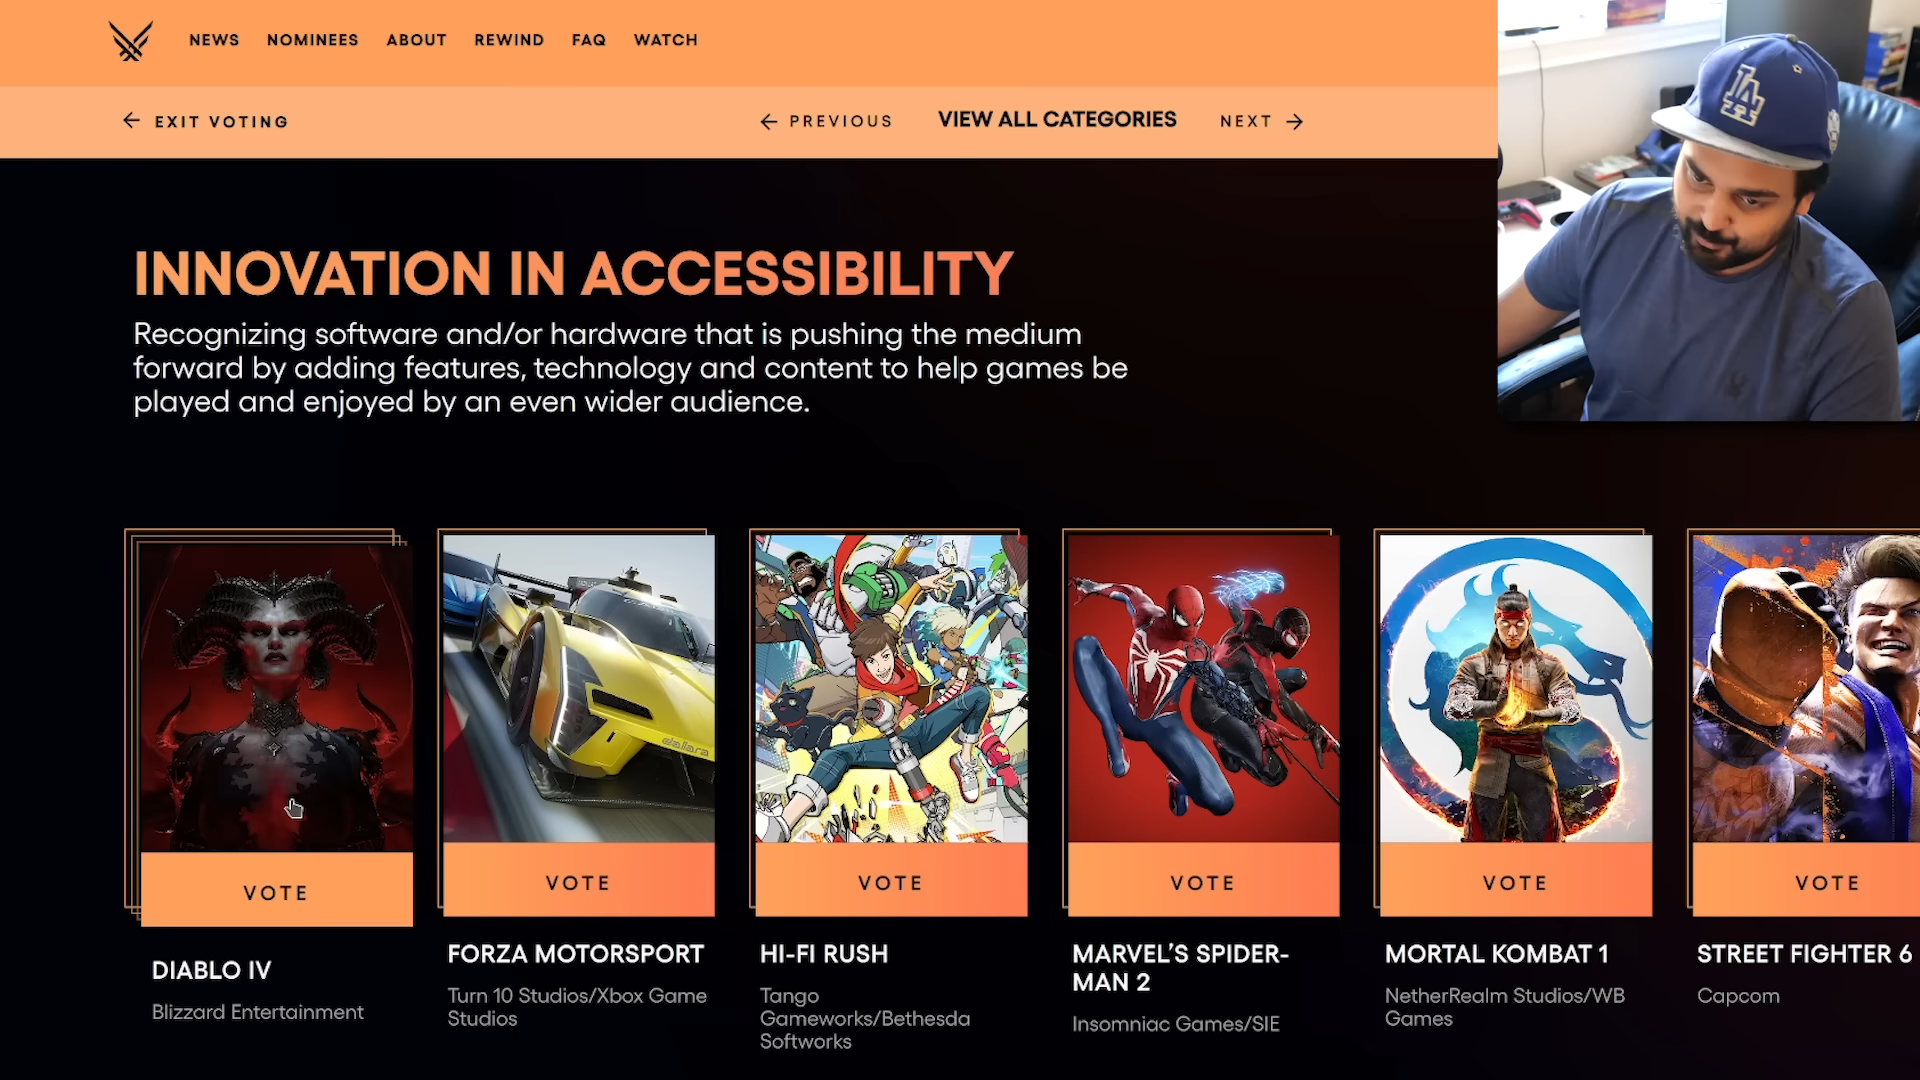 NEWS NOMINEES ABOUT REWIND FAQ WATCH
← EXIT VOTING ← PREVIOUS VIEW ALL CATEGORIES NEXT →
LA
INNOVATION IN ACCESSIBILITY
Recognizing software and/or hardware that is pushing the medium
forward by adding features, technology and content to help games be
played and enjoyed by an even wider audience.
dallara
VOTE VOTE VOTE VOTE VOTE VOTE
DIABLO IV
Blizzard Entertainment
FORZA MOTORSPORT
Turn 10 Studios/Xbox Game
Studios
HI-FI RUSH
Tango
Gameworks/Bethesda
Softworks
MARVEL’S SPIDER-
MAN 2
Insomniac Games/SIE
MORTAL KOMBAT 1
NetherRealm Studios/WB
Games
STREET FIGHTER 6
Capcom